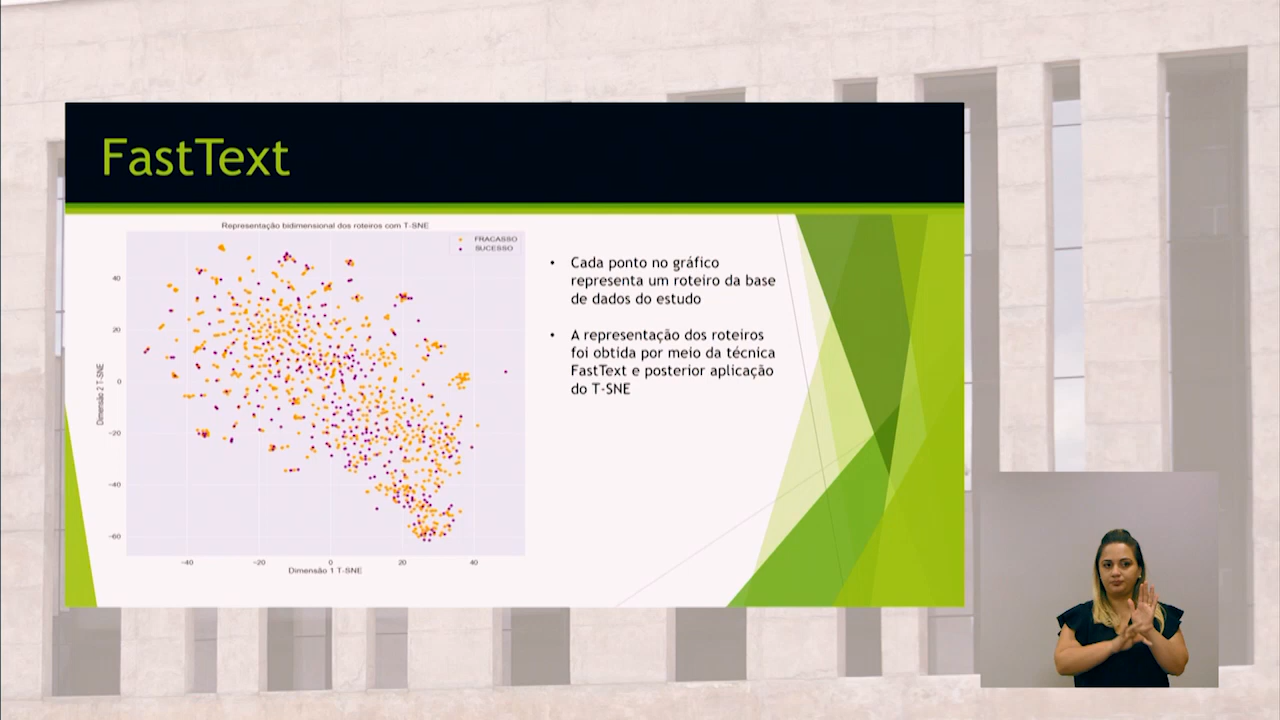 FastText
Representação bidimensional dos roteiros com T-SNE
FRACASSO
SUCESSO
40
20
0
−20
−40
−60
Dimensão 2 T-SNE
−40 −20 0 20 40
Dimensão 1 T-SNE
• Cada ponto no gráfico
representa um roteiro da base
de dados do estudo
• A representação dos roteiros
foi obtida por meio da técnica
FastText e posterior aplicação
do T-SNE